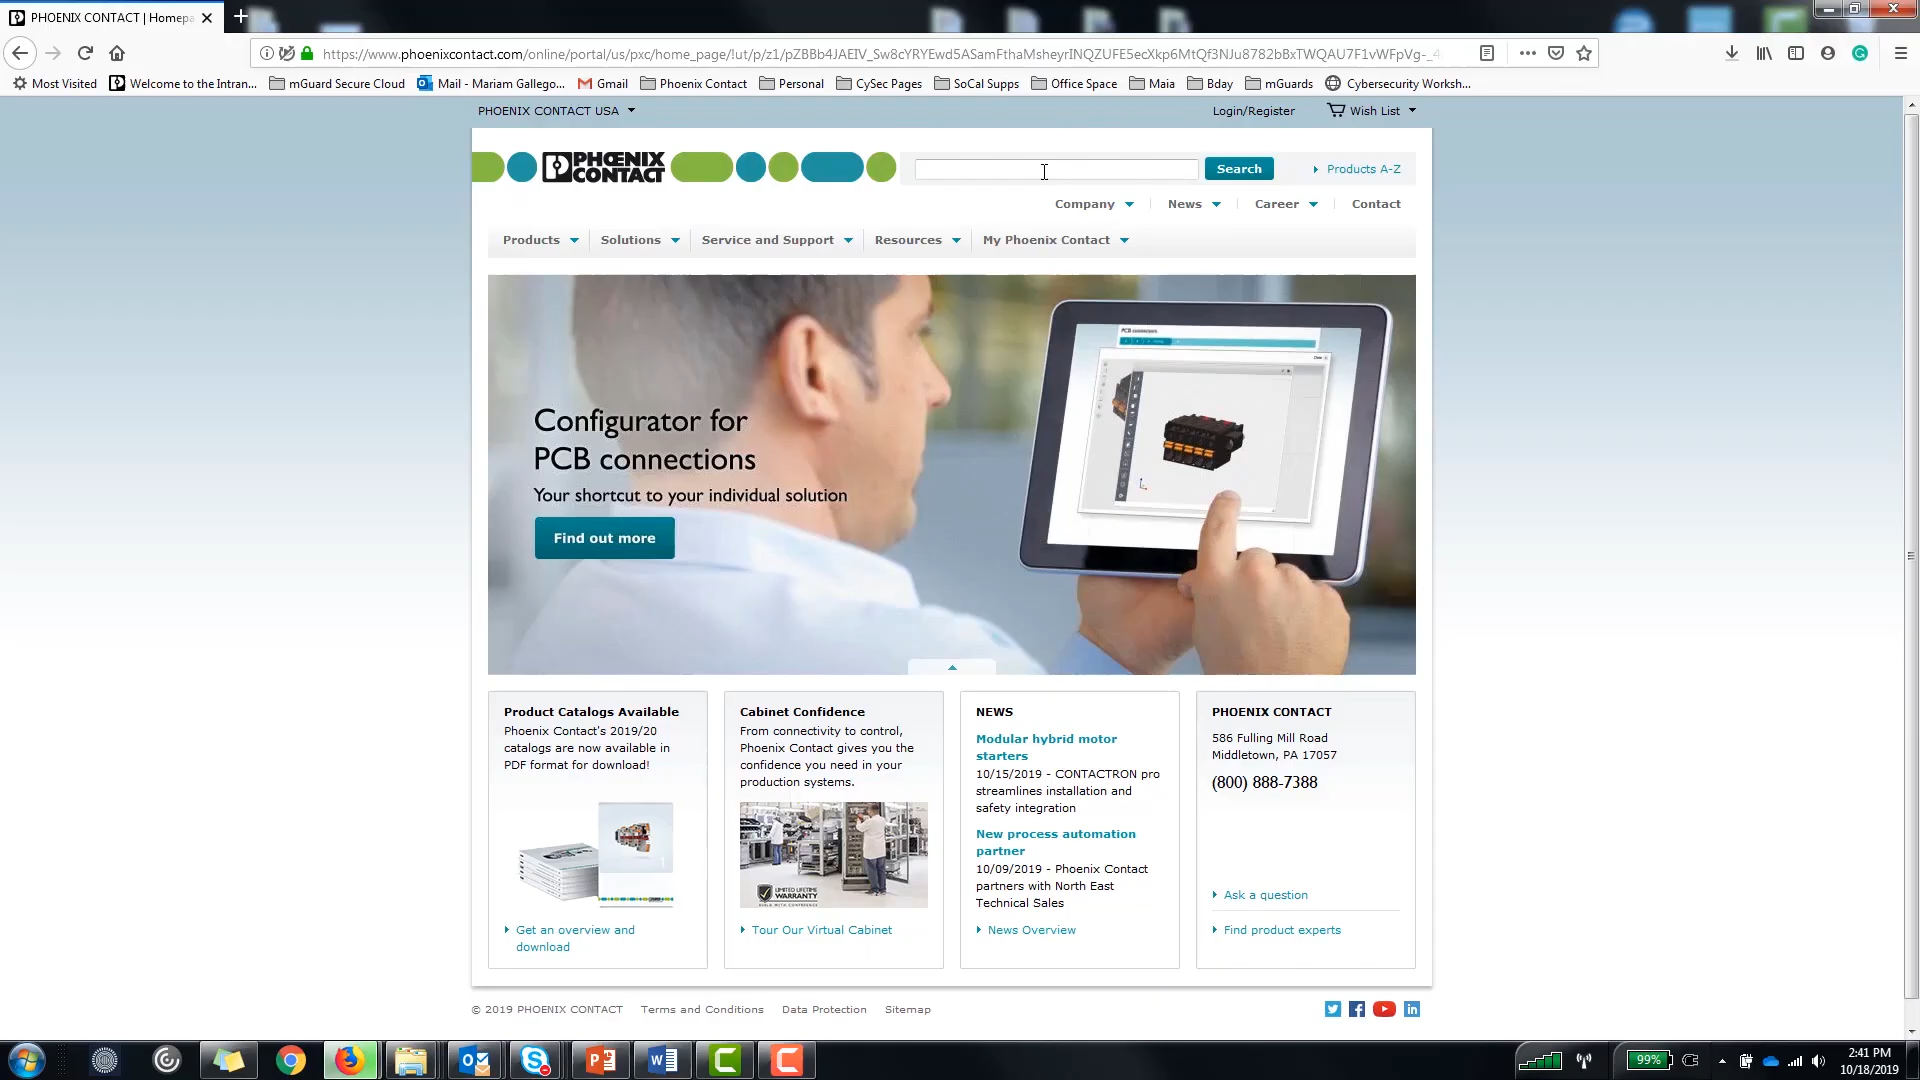 PHOENIX CONTACT | Homepa
https://www.phoenixcontact.com/online/portal/us/pxc/home_page/!ut/p/z1/
Most Visited Welcome to the Intran... mGuard Secure Cloud Mail - Mariam Gallego... Gmail Phoenix Contact Personal CySec Pages SoCal Supps Office Space Maia Bday mGuards Cybersecurity Worksh...
PHOENIX CONTACT USA Login/Register Wish List
PHŒNIX
CONTACT
Search Products A-Z
Company News Career Contact
Products Solutions Service and Support Resources My Phoenix Contact
PCB connectors
Configurator for
PCB connections
Your shortcut to your individual solution
Find out more
Product Catalogs Available
Phoenix Contact's 2019/20
catalogs are now available in
PDF format for download!
1
Get an overview and
download
Cabinet Confidence
From connectivity to control,
Phoenix Contact gives you the
confidence you need in your
production systems.
LIMITED LIFETIME
WARRANTY
Tour Our Virtual Cabinet
NEWS
Modular hybrid motor
starters
10/15/2019 - CONTACTRON pro
streamlines installation and
safety integration
New process automation
partner
10/09/2019 - Phoenix Contact
partners with North East
Technical Sales
News Overview
PHOENIX CONTACT
586 Fulling Mill Road
Middletown, PA 17057
(800) 888-7388
Ask a question
Find product experts
© 2019 PHOENIX CONTACT Terms and Conditions Data Protection Sitemap
99%
2:41 PM
10/18/2019